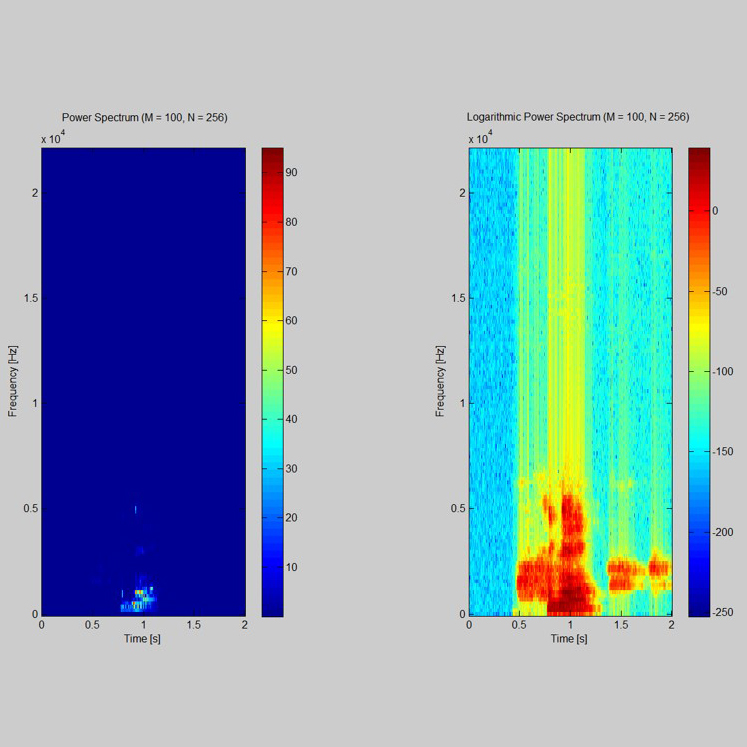 Power Spectrum (M = 100, N = 256)
x 10^4
2
1.5
1
0.5
0
Frequency [Hz]
0 0.5 1 1.5 2
Time [s]
90
80
70
60
50
40
30
20
10
Logarithmic Power Spectrum (M = 100, N = 256)
x 10^4
2
1.5
1
0.5
0
Frequency [Hz]
0 0.5 1 1.5 2
Time [s]
0
-50
-100
-150
-200
-250